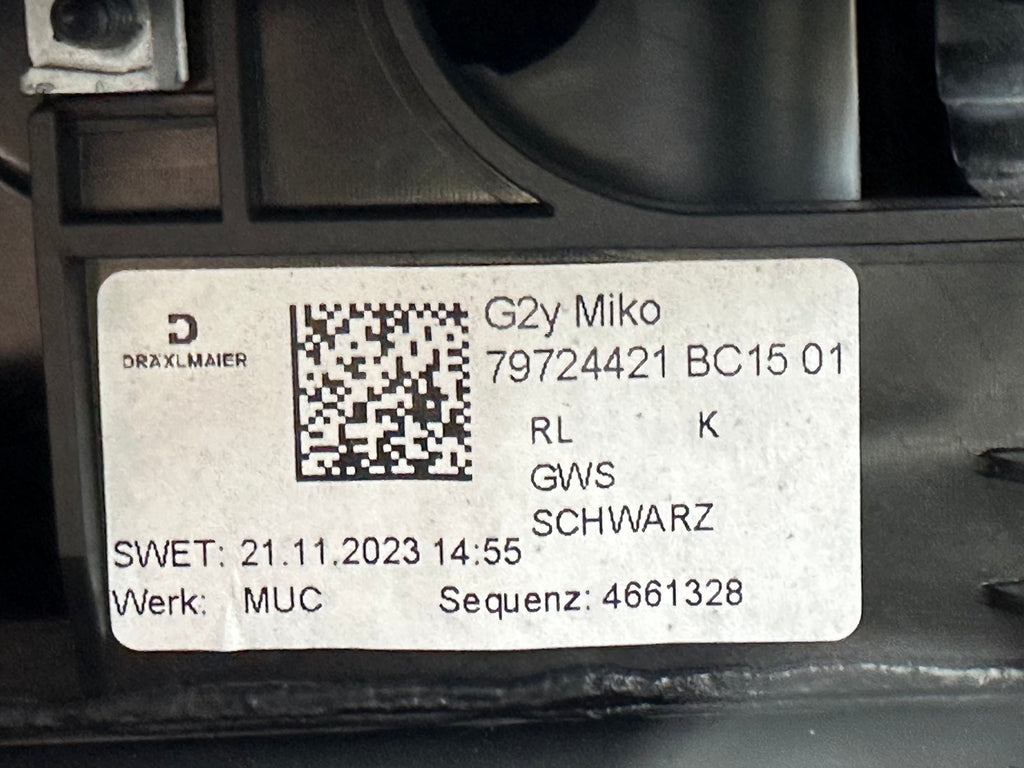 DRÄXLMAIER
G2y Miko
79724421 BC15 01
RL K
GWS
SCHWARZ
SWET: 21.11.2023 14:55
Werk: MUC Sequenz: 4661328